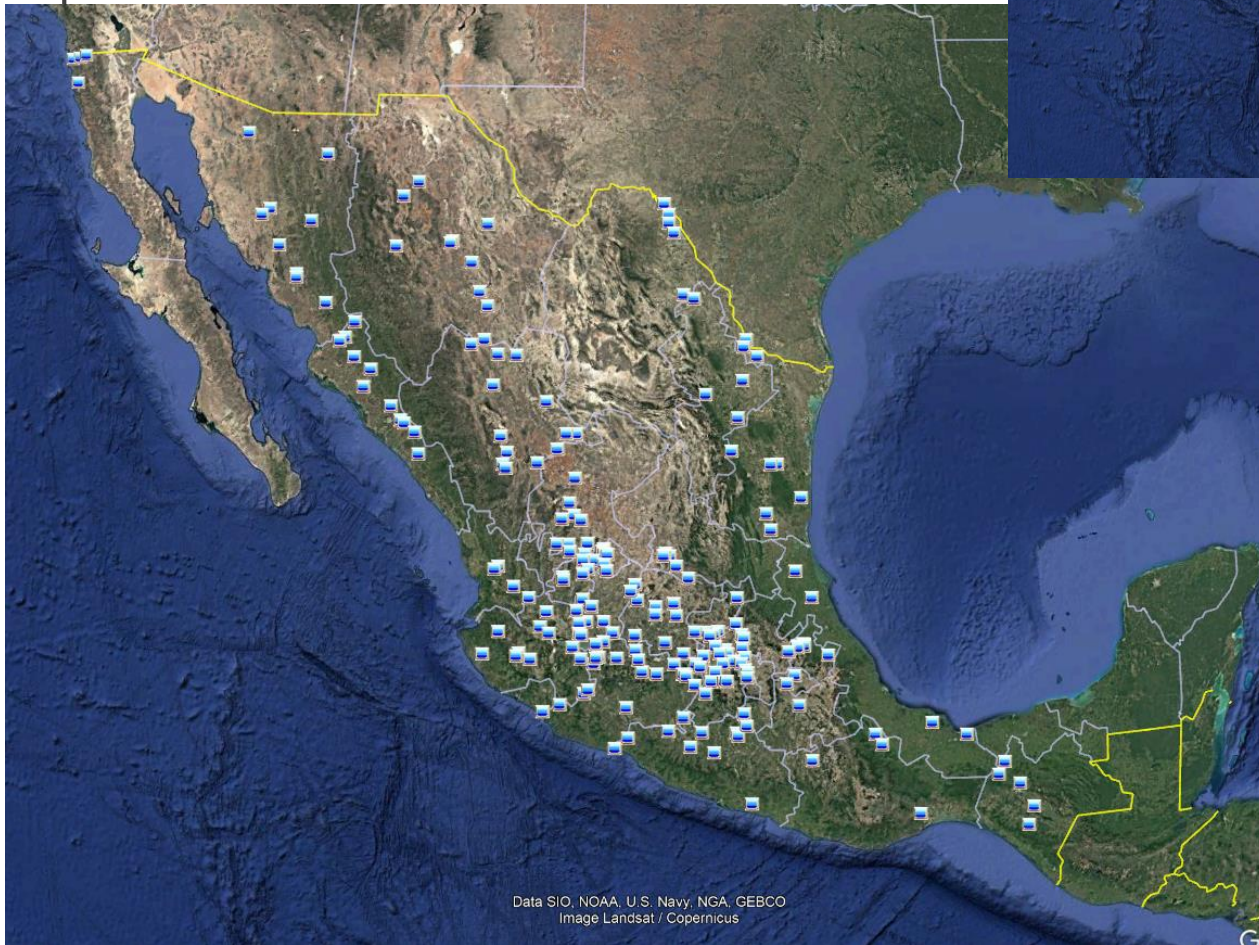 Data SIO, NOAA, U.S. Navy, NGA, GEBCO
Image Landsat / Copernicus